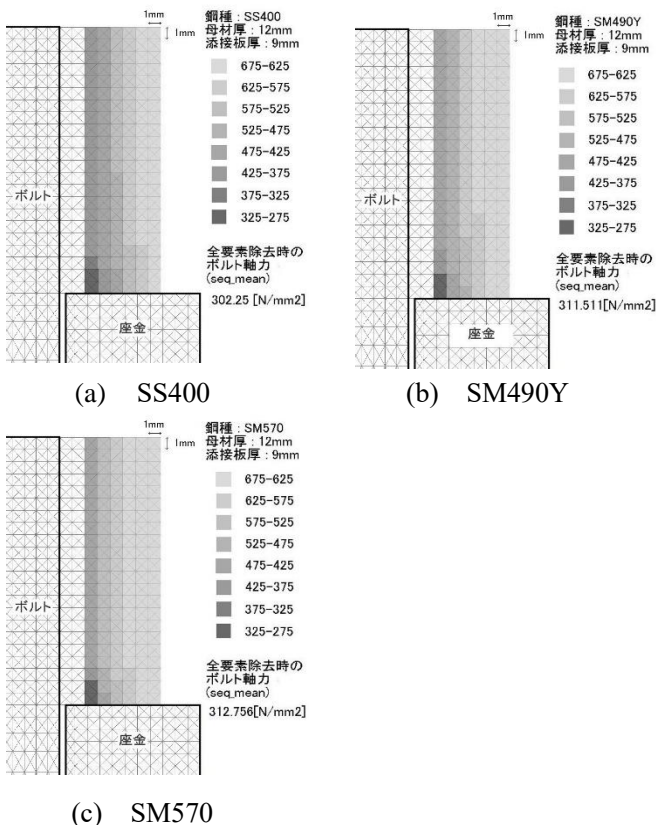 1mm
1mm
鋼種 : SS400
母材厚 : 12mm
添接板厚 : 9mm
675-625
625-575
575-525
525-475
475-425
425-375
375-325
325-275
ボルト
全要素除去時の
ボルト軸力
(seq_mean)
302.25 [N/mm2]
座金
(a) SS400
1mm
1mm
鋼種 : SM490Y
母材厚 : 12mm
添接板厚 : 9mm
675-625
625-575
575-525
525-475
475-425
425-375
375-325
325-275
ボルト
全要素除去時の
ボルト軸力
(seq_mean)
311.511[N/mm2]
座金
(b) SM490Y
1mm
1mm
鋼種 : SM570
母材厚 : 12mm
添接板厚 : 9mm
675-625
625-575
575-525
525-475
475-425
425-375
375-325
325-275
ボルト
全要素除去時の
ボルト軸力
(seq_mean)
312.756[N/mm2]
座金
(c) SM570